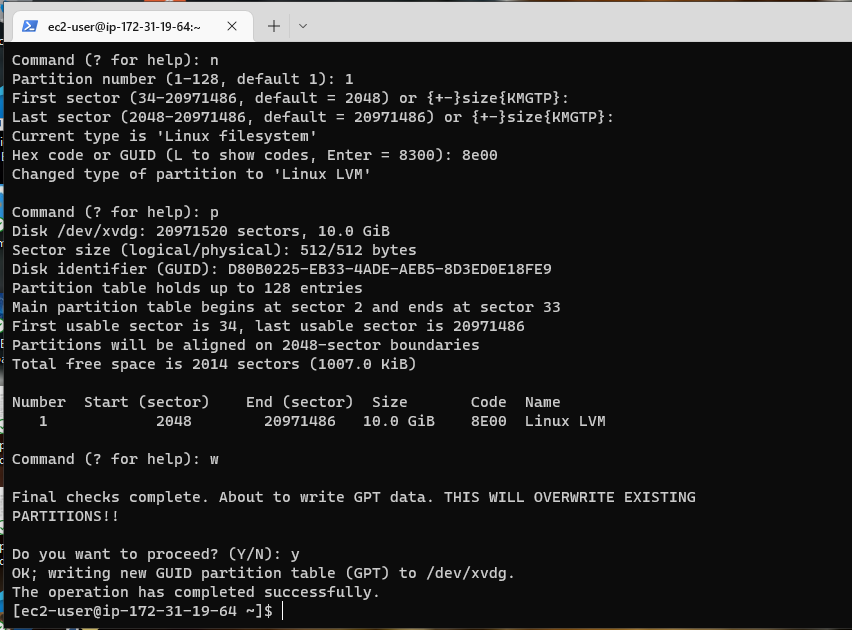 ec2-user@ip-172-31-19-64:~
Command (? for help): n
Partition number (1-128, default 1): 1
First sector (34-20971486, default = 2048) or {+-}size{KMGTP}:
Last sector (2048-20971486, default = 20971486) or {+-}size{KMGTP}:
Current type is 'Linux filesystem'
Hex code or GUID (L to show codes, Enter = 8300): 8e00
Changed type of partition to 'Linux LVM'
Command (? for help): p
Disk /dev/xvdg: 20971520 sectors, 10.0 GiB
Sector size (logical/physical): 512/512 bytes
Disk identifier (GUID): D80B0225-EB33-4ADE-AEB5-8D3ED0E18FE9
Partition table holds up to 128 entries
Main partition table begins at sector 2 and ends at sector 33
First usable sector is 34, last usable sector is 20971486
Partitions will be aligned on 2048-sector boundaries
Total free space is 2014 sectors (1007.0 KiB)
Number  Start (sector)    End (sector)  Size       Code  Name
   1            2048        20971486   10.0 GiB    8E00  Linux LVM
Command (? for help): w
Final checks complete. About to write GPT data. THIS WILL OVERWRITE EXISTING
PARTITIONS!!
Do you want to proceed? (Y/N): y
OK; writing new GUID partition table (GPT) to /dev/xvdg.
The operation has completed successfully.
[ec2-user@ip-172-31-19-64 ~]$